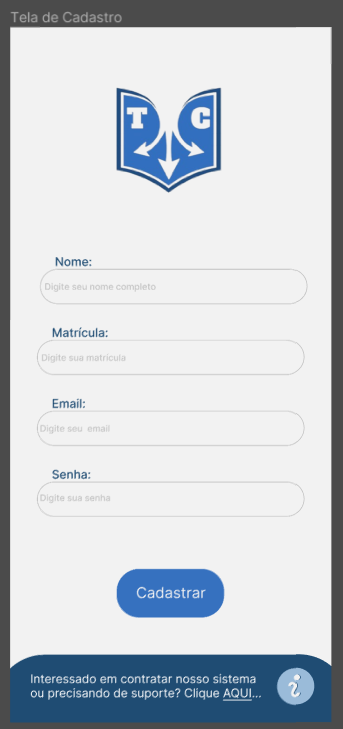 Tela de Cadastro
T C
Nome:
Digite seu nome completo
Matrícula:
Digite sua matrícula
Email:
Digite seu email
Senha:
Digite sua senha
Cadastrar
Interessado em contratar nosso sistema
ou precisando de suporte? Clique AQUI...
i